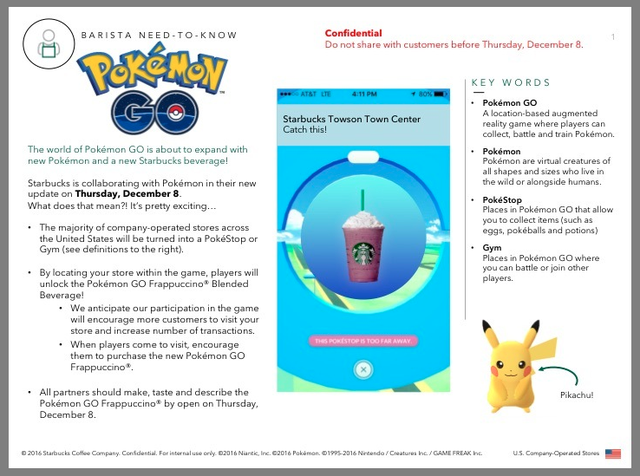 BARISTA NEED-TO-KNOW
Confidential
Do not share with customers before Thursday, December 8.
1
POKéMON
GO
TM
The world of Pokémon GO is about to expand with
new Pokémon and a new Starbucks beverage!
Starbucks is collaborating with Pokémon in their new
update on Thursday, December 8.
What does that mean?! It's pretty exciting…
• The majority of company-operated stores across
the United States will be turned into a PokéStop or
Gym (see definitions to the right).
• By locating your store within the game, players will
unlock the Pokémon GO Frappuccino® Blended
Beverage!
• We anticipate our participation in the game
will encourage more customers to visit your
store and increase number of transactions.
• When players come to visit, encourage
them to purchase the new Pokémon GO
Frappuccino®.
• All partners should make, taste and describe the
Pokémon GO Frappuccino® by open on Thursday,
December 8.
AT&T LTE 4:11 PM 80%
Starbucks Towson Town Center
Catch this!
THIS POKÉSTOP IS TOO FAR AWAY.
KEY WORDS
• Pokémon GO
A location-based augmented
reality game where players can
collect, battle and train Pokémon.
• Pokémon
Pokémon are virtual creatures of
all shapes and sizes who live in
the wild or alongside humans.
• PokéStop
Places in Pokémon GO that allow
you to collect items (such as
eggs, pokéballs and potions)
• Gym
Places in Pokémon GO where
you can battle or join other
players.
Pikachu!
© 2016 Starbucks Coffee Company. Confidential. For internal use only. ©2016 Niantic, Inc. ©2016 Pokémon. ©1995-2016 Nintendo / Creatures Inc. / GAME FREAK Inc.
U.S. Company-Operated Stores